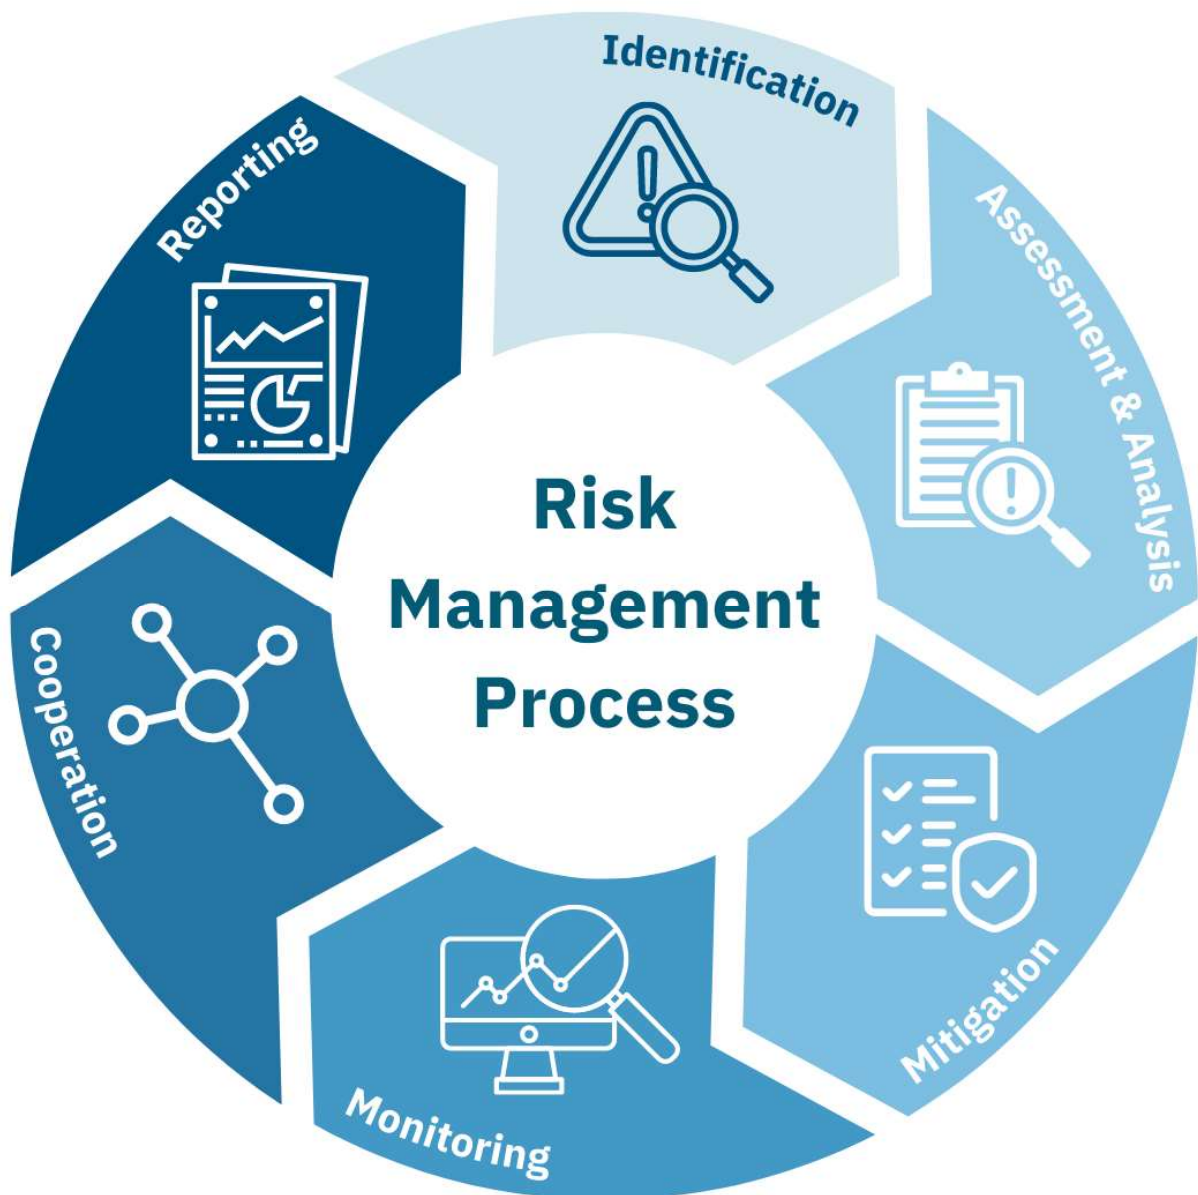 Identification
Assessment & Analysis
Mitigation
Monitoring
Cooperation
Reporting
Risk
Management
Process